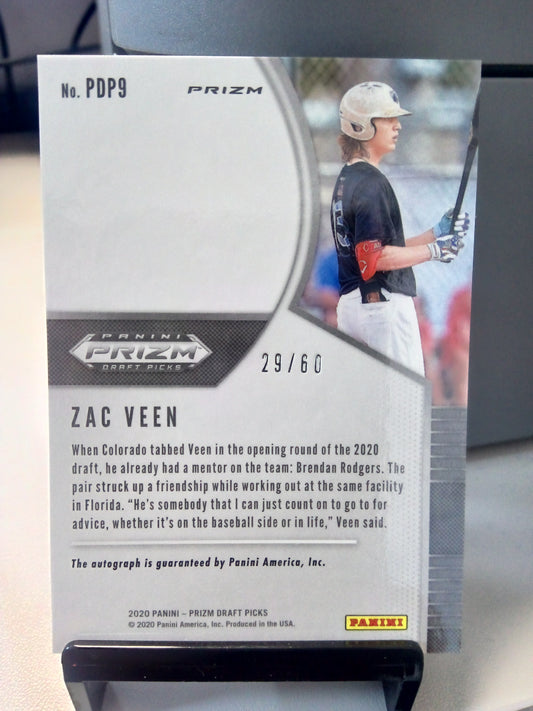 No. PDP9
PRIZM
PANINI
PRIZM
DRAFT PICKS
29/60
ZAC VEEN
When Colorado tabbed Veen in the opening round of the 2020
draft, he already had a mentor on the team: Brendan Rodgers. The
pair struck up a friendship while working out at the same facility
in Florida. “He's somebody that I can just count on to go to for
advice, whether it's on the baseball side or in life,” Veen said.
The autograph is guaranteed by Panini America, Inc.
2020 PANINI – PRIZM DRAFT PICKS
© 2020 Panini America, Inc. Produced in the USA.
PANINI